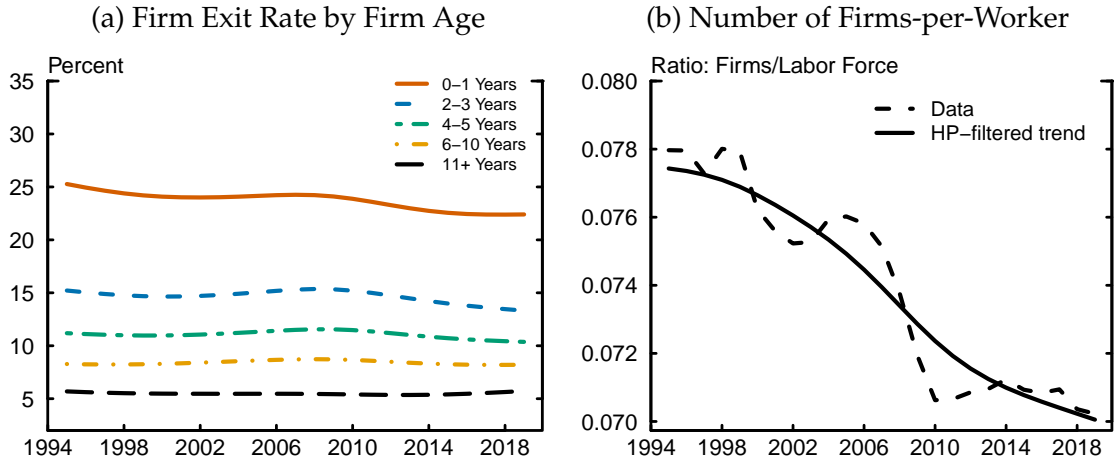 (a) Firm Exit Rate by Firm Age
Percent
35
30
25
20
15
10
5
1994 1998 2002 2006 2010 2014 2018
0–1 Years
2–3 Years
4–5 Years
6–10 Years
11+ Years
(b) Number of Firms-per-Worker
Ratio: Firms/Labor Force
0.080
0.078
0.076
0.074
0.072
0.070
1994 1998 2002 2006 2010 2014 2018
Data
HP–filtered trend